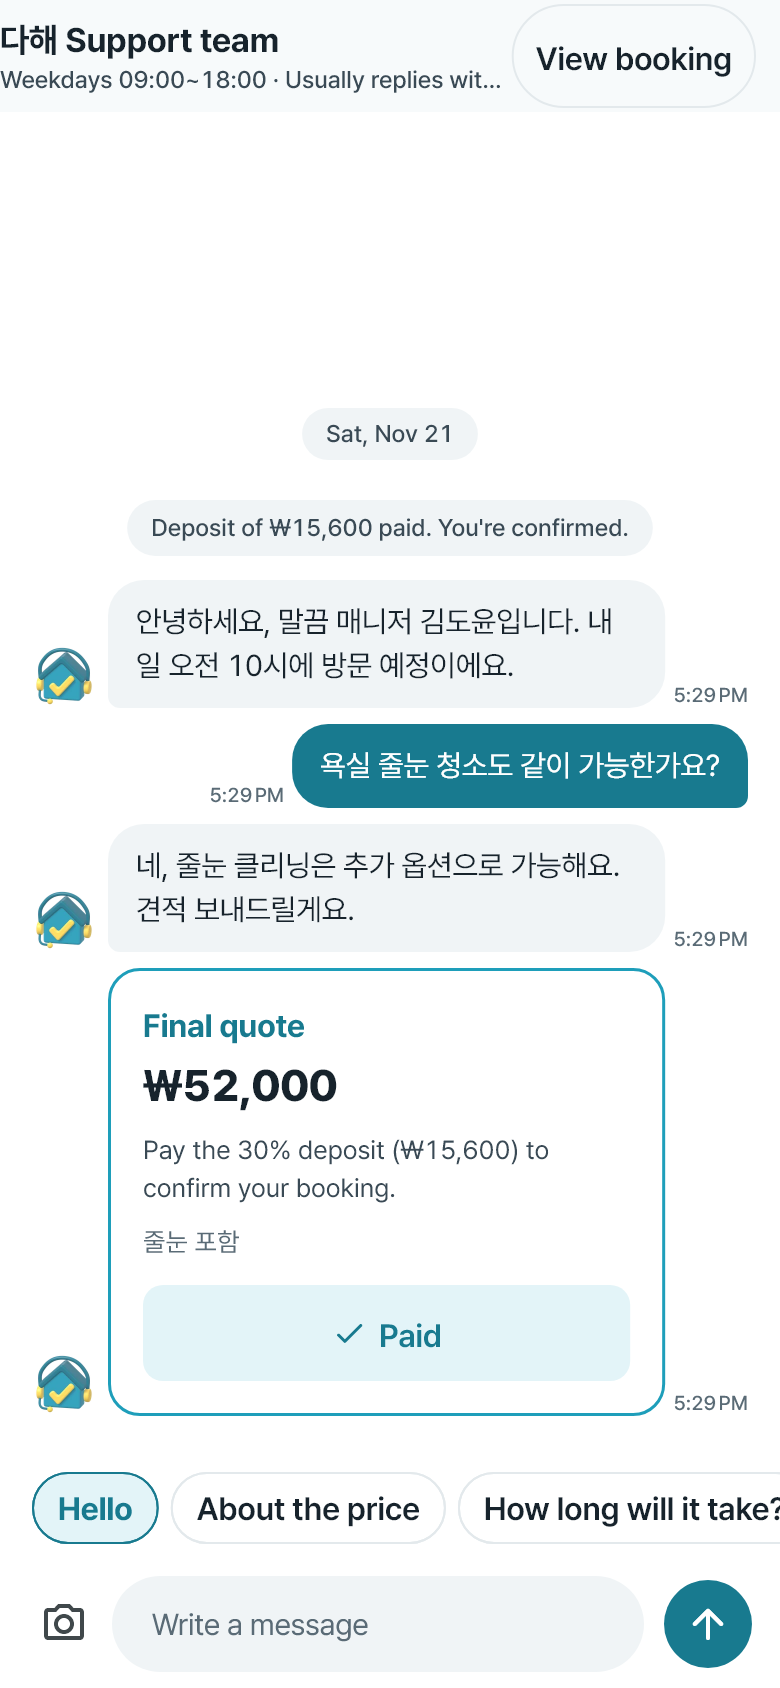 다해 Support team
Weekdays 09:00~18:00 · Usually replies wit...
View booking
Sat, Nov 21
Deposit of ₩15,600 paid. You're confirmed.
안녕하세요, 말끔 매니저 김도윤입니다. 내
일 오전 10시에 방문 예정이에요.
5:29 PM
욕실 줄눈 청소도 같이 가능한가요?
5:29 PM
네, 줄눈 클리닝은 추가 옵션으로 가능해요.
견적 보내드릴게요.
5:29 PM
Final quote
₩52,000
Pay the 30% deposit (₩15,600) to
confirm your booking.
줄눈 포함
Paid
5:29 PM
Hello
About the price
How long will it take?
Write a message